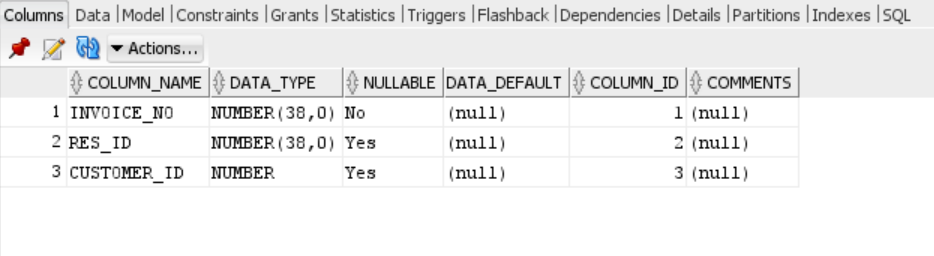 Columns Data |Model |Constraints |Grants |Statistics |Triggers |Flashback |Dependencies |Details |Partitions |Indexes |SQL
Actions...
COLUMN_NAME DATA_TYPE NULLABLE DATA_DEFAULT COLUMN_ID COMMENTS
1 INVOICE_NO NUMBER(38,0) No (null) 1 (null)
2 RES_ID NUMBER(38,0) Yes (null) 2 (null)
3 CUSTOMER_ID NUMBER Yes (null) 3 (null)